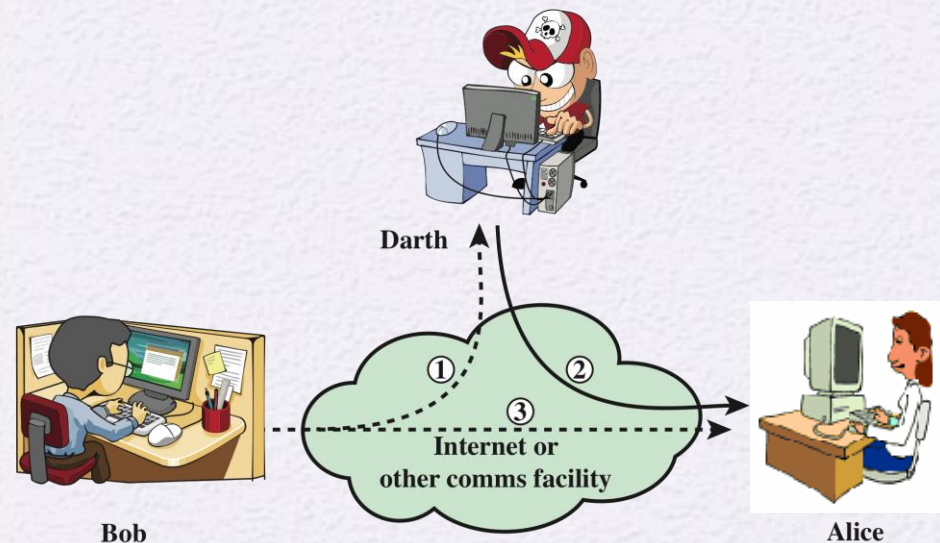 Darth
①
②
③
Internet or
other comms facility
Bob
Alice